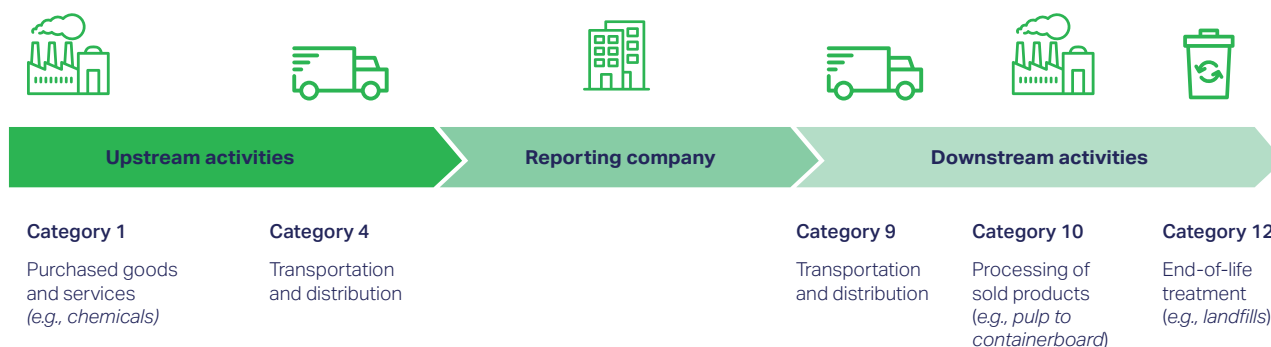 Upstream activities
Reporting company
Downstream activities
Category 1
Purchased goods
and services
(e.g., chemicals)
Category 4
Transportation
and distribution
Category 9
Transportation
and distribution
Category 10
Processing of
sold products
(e.g., pulp to
containerboard)
Category 12
End-of-life
treatment
(e.g., landfills)